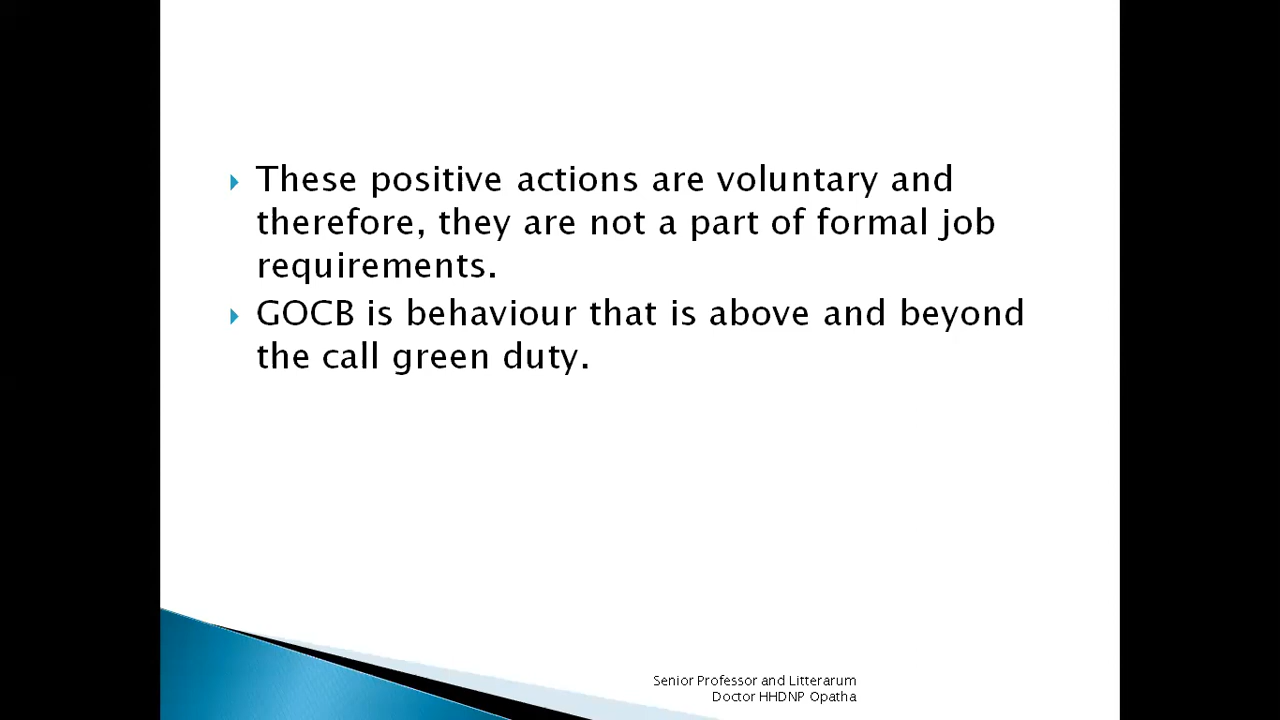 These positive actions are voluntary and
therefore, they are not a part of formal job
requirements.
GOCB is behaviour that is above and beyond
the call green duty.
Senior Professor and Litterarum
Doctor HHDNP Opatha